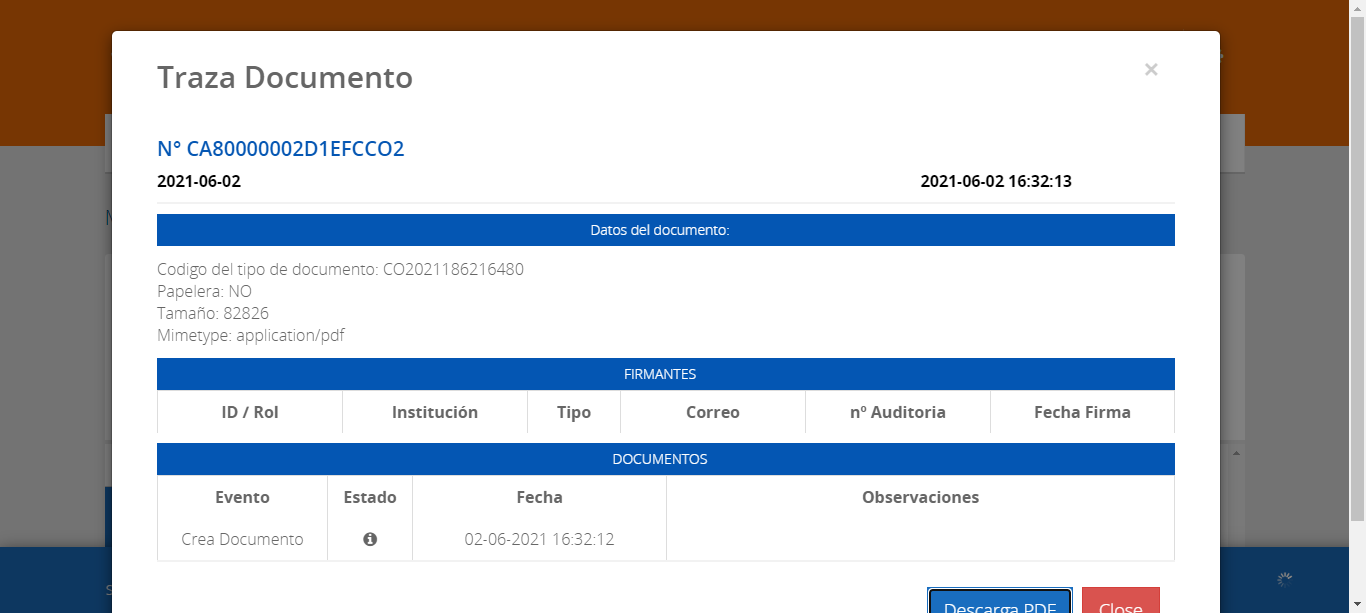 Traza Documento
×
N° CA80000002D1EFCCO2
2021-06-02 2021-06-02 16:32:13
Datos del documento:
Codigo del tipo de documento: CO2021186216480
Papelera: NO
Tamaño: 82826
Mimetype: application/pdf
FIRMANTES
ID / Rol Institución Tipo Correo nº Auditoria Fecha Firma
DOCUMENTOS
Evento Estado Fecha Observaciones
Crea Documento 02-06-2021 16:32:12
Descarga PDF Close